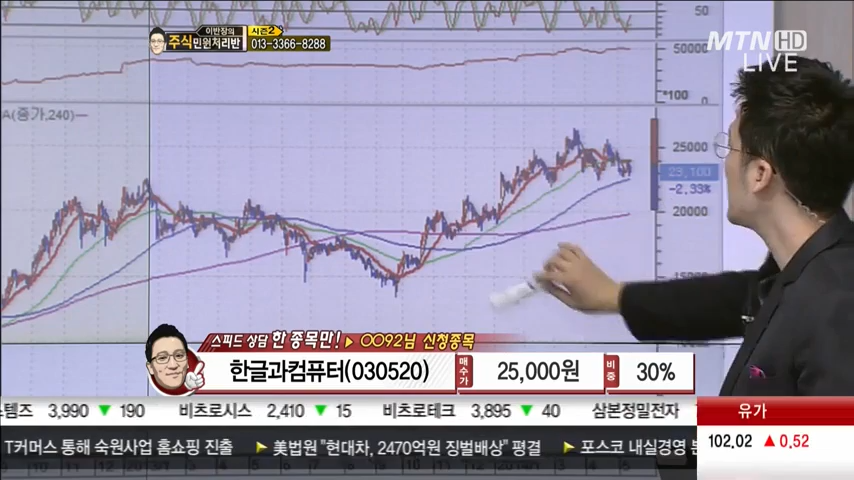 이반장의 시즌2
주식민원처리반 013-3366-8288
MTN HD
LIVE
50
0
50000
*100
0
A(종가,240)
25000
23,100
-2.33%
20000
15000
스피드 상담 한 종목만! ▶ 0092님 신청종목
한글과컴퓨터(030520) 매수가 25,000원 비중 30%
템즈 3,990 ▼ 190 비츠로시스 2,410 ▼ 15 비츠로테크 3,895 ▼ 40 삼본정밀전자
유가
102.02 ▲ 0.52
T커머스 통해 숙원사업 홈쇼핑 진출 ▶ 美법원 "현대차, 2470억원 징벌배상" 평결 ▶ 포스코 내실경영